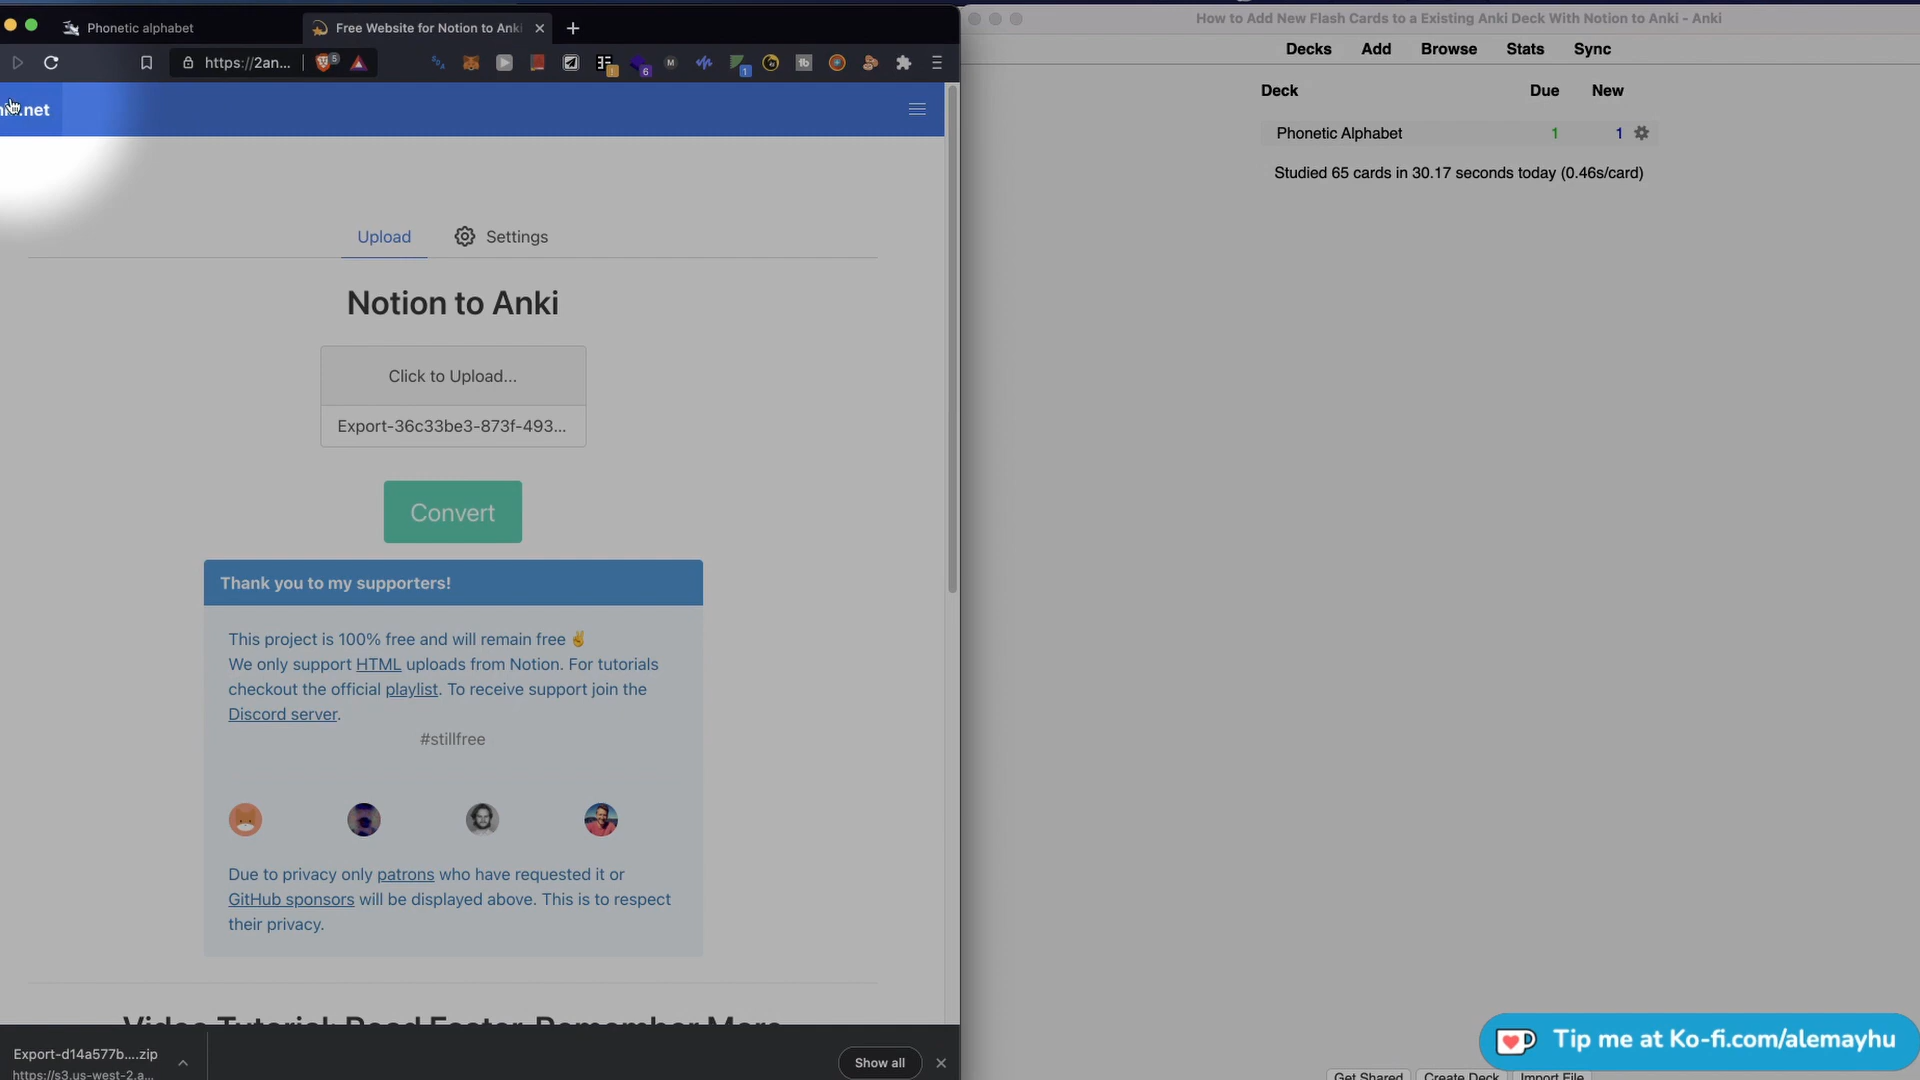 Phonetic alphabet
Free Website for Notion to Anki
https://2an...
.net
Upload
Settings
Notion to Anki
Click to Upload...
Export-36c33be3-873f-493...
Convert
Thank you to my supporters!
This project is 100% free and will remain free ✌
We only support HTML uploads from Notion. For tutorials
checkout the official playlist. To receive support join the
Discord server.
#stillfree
Due to privacy only patrons who have requested it or
GitHub sponsors will be displayed above. This is to respect
their privacy.
Video Tutorial: Read Faster, Remember More
Export-d14a577b....zip
https://s3.us-west-2.a...
Show all
How to Add New Flash Cards to a Existing Anki Deck With Notion to Anki - Anki
Decks Add Browse Stats Sync
Deck Due New
Phonetic Alphabet 1 1
Studied 65 cards in 30.17 seconds today (0.46s/card)
Tip me at Ko-fi.com/alemayhu
Get Shared Create Deck Import File